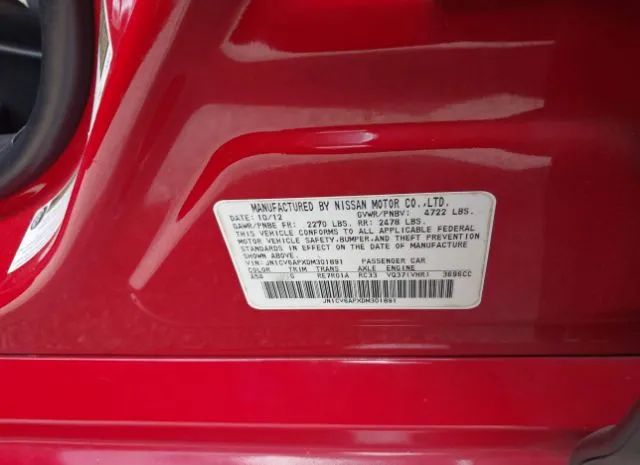 MANUFACTURED BY NISSAN MOTOR CO.,LTD.
DATE: 10/12 GVWR/PNBV: 4722 LBS.
GAWR/PNBE FR: 2270 LBS. RR: 2478 LBS.
THIS VEHICLE CONFORMS TO ALL APPLICABLE FEDERAL
MOTOR VEHICLE SAFETY,BUMPER,AND THEFT PREVENTION
STANDARDS IN EFFECT ON THE DATE OF MANUFACTURE
SHOWN ABOVE.
VIN: JN1CV6APXDM301891 PASSENGER CAR
COLOR TRIM TRANS AXLE ENGINE
A54 G RE7R01A RC33 VQ37(VHR) 3696CC
JN1CV6APXDM301891